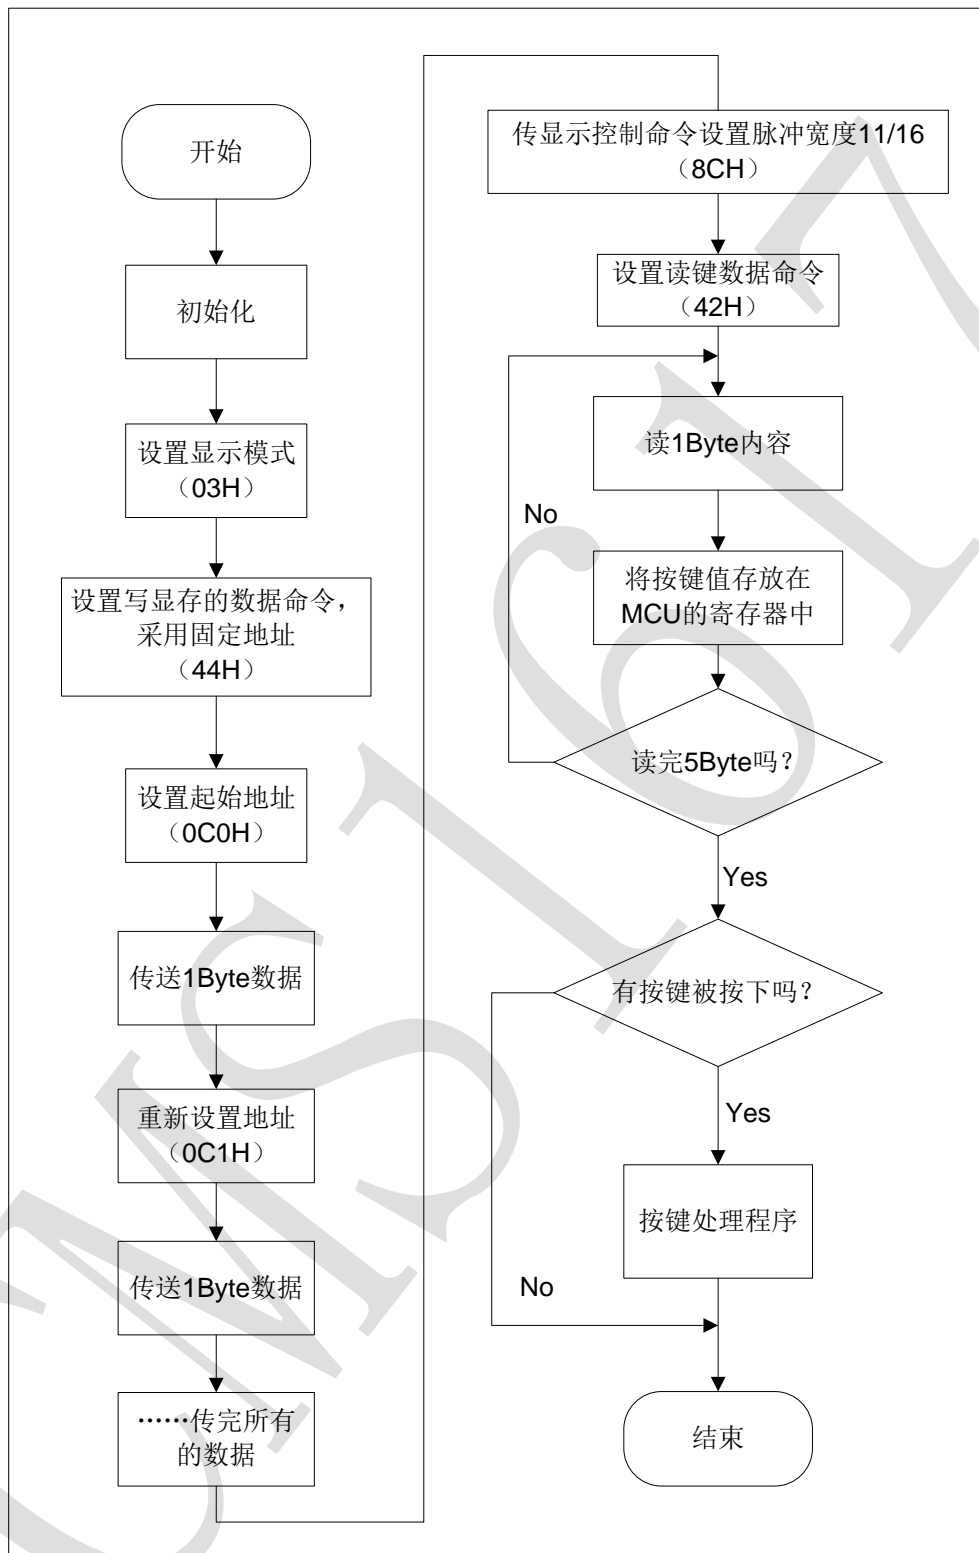 开始
初始化
设置显示模式
（03H）
设置写显存的数据命令，
采用固定地址
（44H）
设置起始地址
（0C0H）
传送1Byte数据
重新设置地址
（0C1H）
传送1Byte数据
……传完所有
的数据
传显示控制命令设置脉冲宽度11/16
（8CH）
设置读键数据命令
（42H）
读1Byte内容
No
将按键值存放在
MCU的寄存器中
读完5Byte吗？
Yes
有按键被按下吗？
Yes
按键处理程序
No
结束
CMS1617